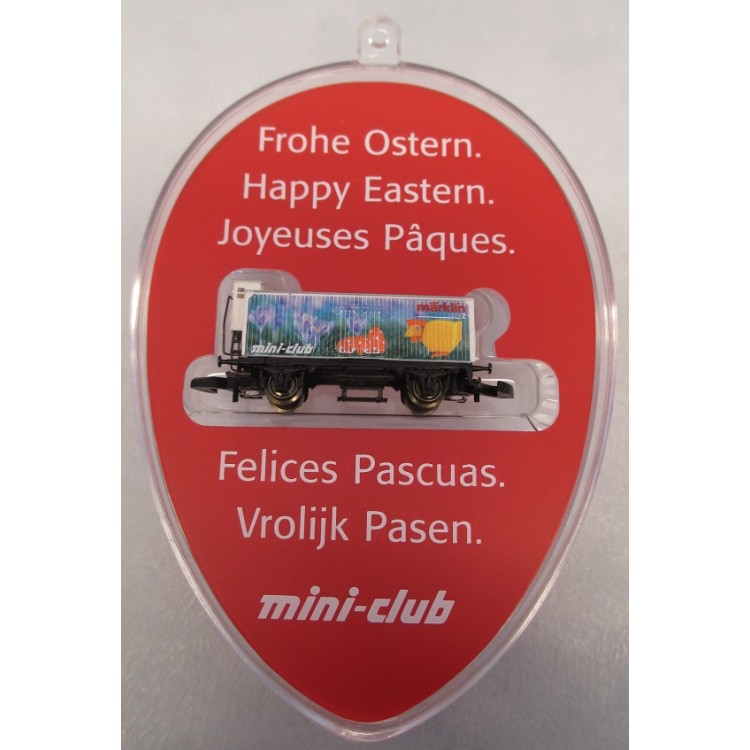 Frohe Ostern.
Happy Eastern.
Joyeuses Pâques.
märklin
mini-club
Felices Pascuas.
Vrolijk Pasen.
mini-club